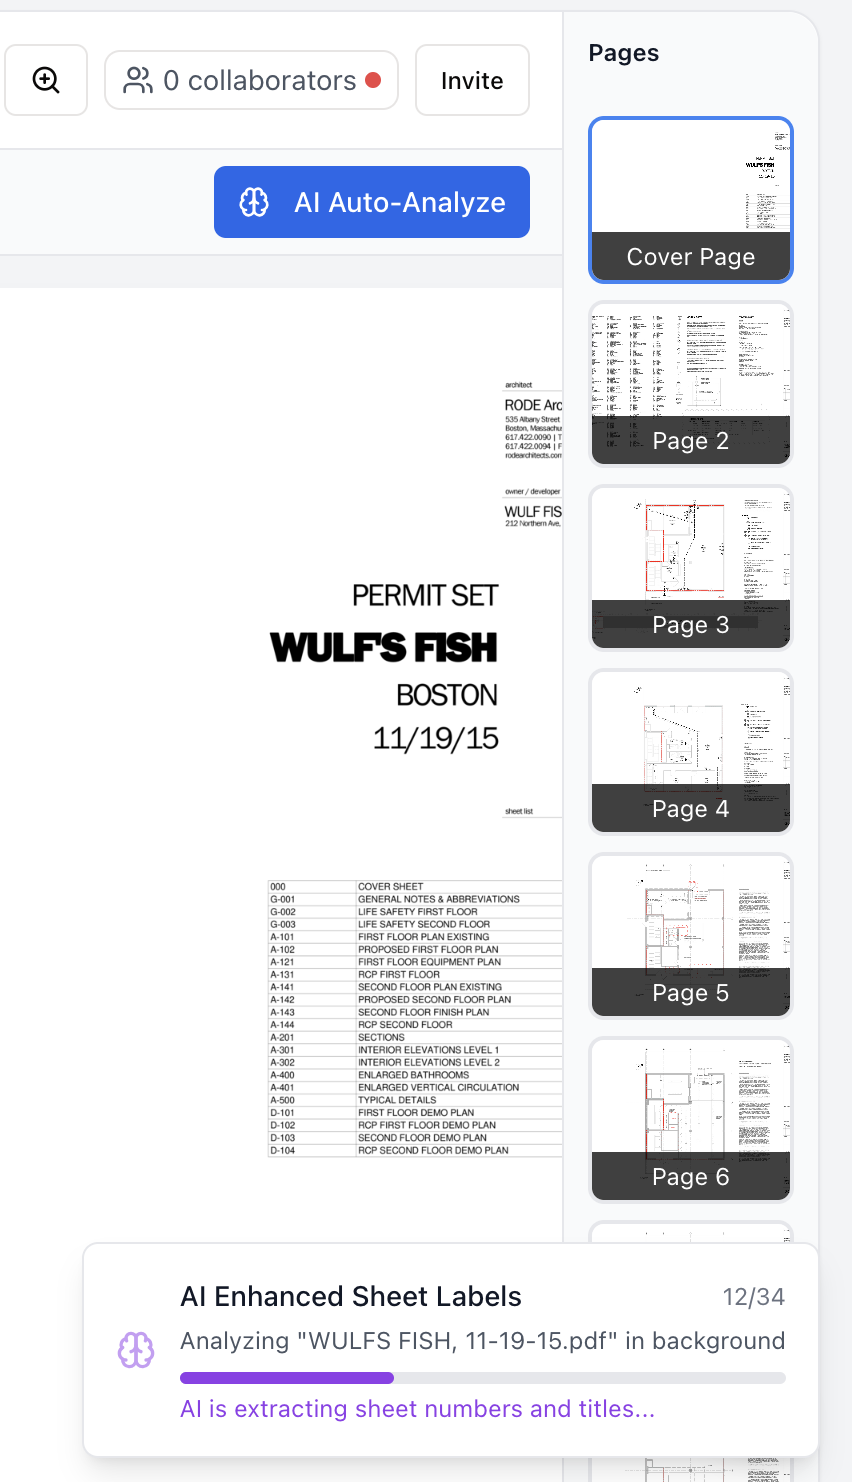 0 collaborators
Invite
AI Auto-Analyze
architect
RODE Arc
535 Albany Street
Boston, Massachu
617.422.0090 | T
617.422.0094 | F
rodearchitects.com
owner / developer
WULF FIS
212 Northern Ave,
PERMIT SET
WULF'S FISH
BOSTON
11/19/15
sheet list
000 COVER SHEET
G-001 GENERAL NOTES & ABBREVIATIONS
G-002 LIFE SAFETY FIRST FLOOR
G-003 LIFE SAFETY SECOND FLOOR
A-101 FIRST FLOOR PLAN EXISTING
A-102 PROPOSED FIRST FLOOR PLAN
A-121 FIRST FLOOR EQUIPMENT PLAN
A-131 RCP FIRST FLOOR
A-141 SECOND FLOOR PLAN EXISTING
A-142 PROPOSED SECOND FLOOR PLAN
A-143 SECOND FLOOR FINISH PLAN
A-144 RCP SECOND FLOOR
A-201 SECTIONS
A-301 INTERIOR ELEVATIONS LEVEL 1
A-302 INTERIOR ELEVATIONS LEVEL 2
A-400 ENLARGED BATHROOMS
A-401 ENLARGED VERTICAL CIRCULATION
A-500 TYPICAL DETAILS
D-101 FIRST FLOOR DEMO PLAN
D-102 RCP FIRST FLOOR DEMO PLAN
D-103 SECOND FLOOR DEMO PLAN
D-104 RCP SECOND FLOOR DEMO PLAN
Pages
WULF'S FISH
Cover Page
Page 2
Page 3
Page 4
Page 5
Page 6
AI Enhanced Sheet Labels 12/34
Analyzing "WULFS FISH, 11-19-15.pdf" in background
AI is extracting sheet numbers and titles...